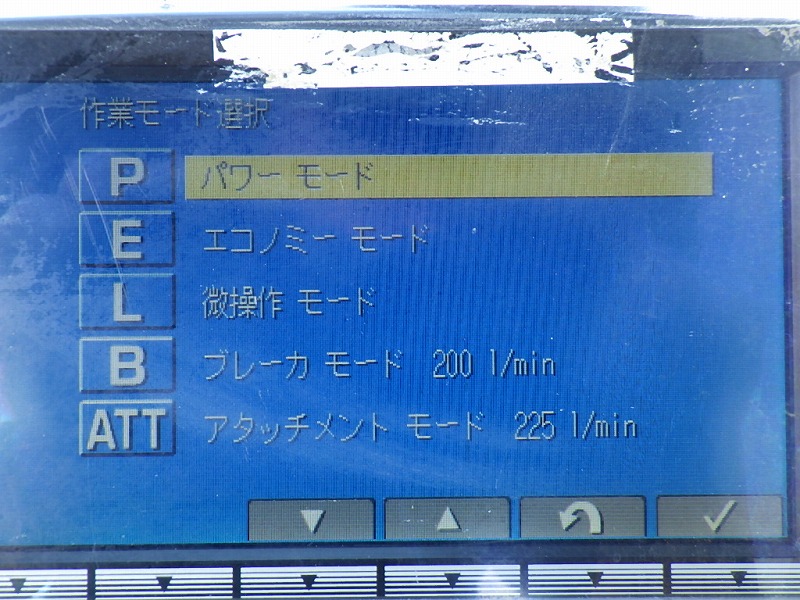 作業モード選択
P パワー モード
E エコノミー モード
L 微操作 モード
B ブレーカ モード 200 l/min
ATT アタッチメント モード 225 l/min